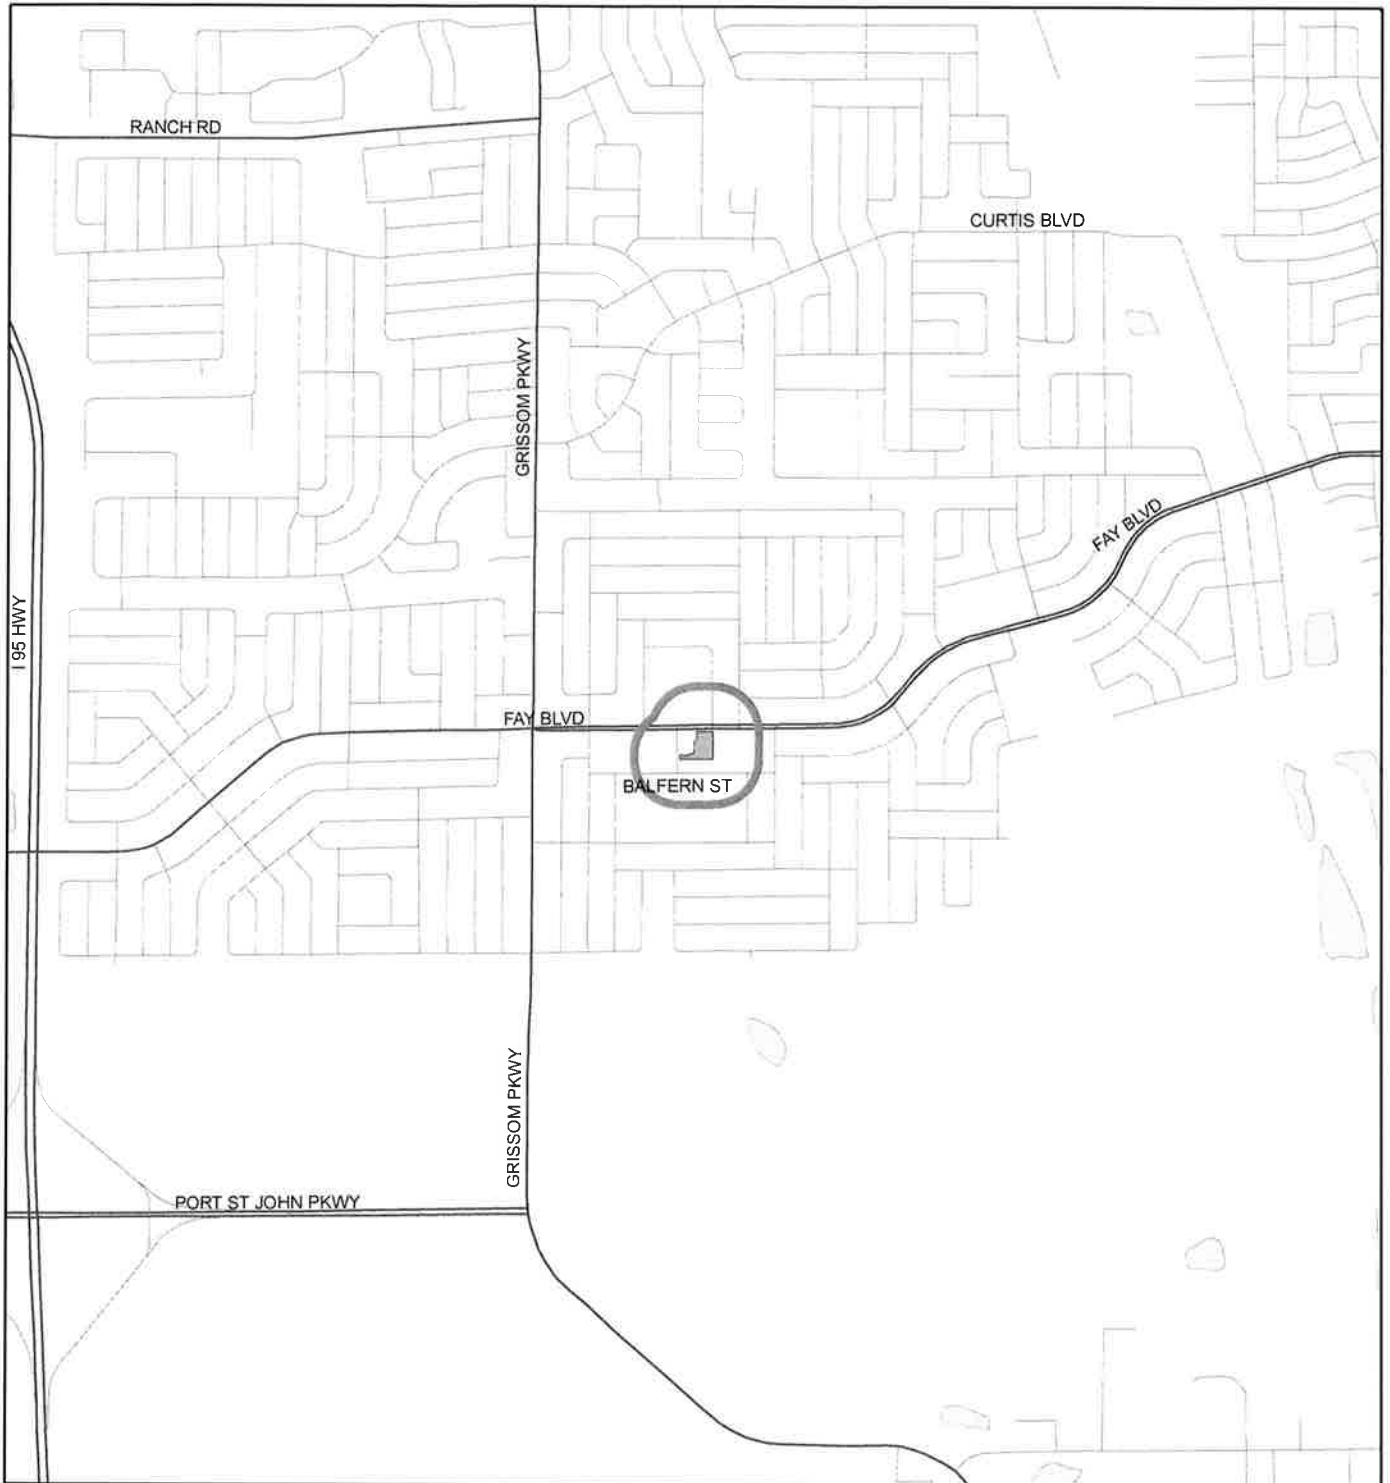 RANCH RD
CURTIS BLVD
GRISSOM PKWY
FAY BLVD
I 95 HWY
FAY BLVD
BALFERN ST
GRISSOM PKWY
PORT ST JOHN PKWY